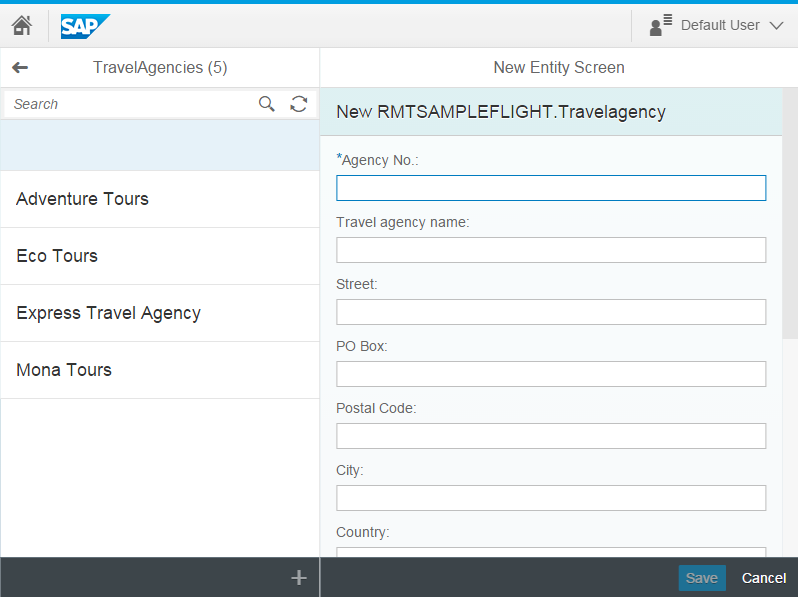 SAP
Default User
TravelAgencies (5)
New Entity Screen
Search
New RMTSAMPLEFLIGHT.Travelagency
*Agency No.:
Adventure Tours
Travel agency name:
Eco Tours
Street:
Express Travel Agency
PO Box:
Mona Tours
Postal Code:
City:
Country:
Save Cancel